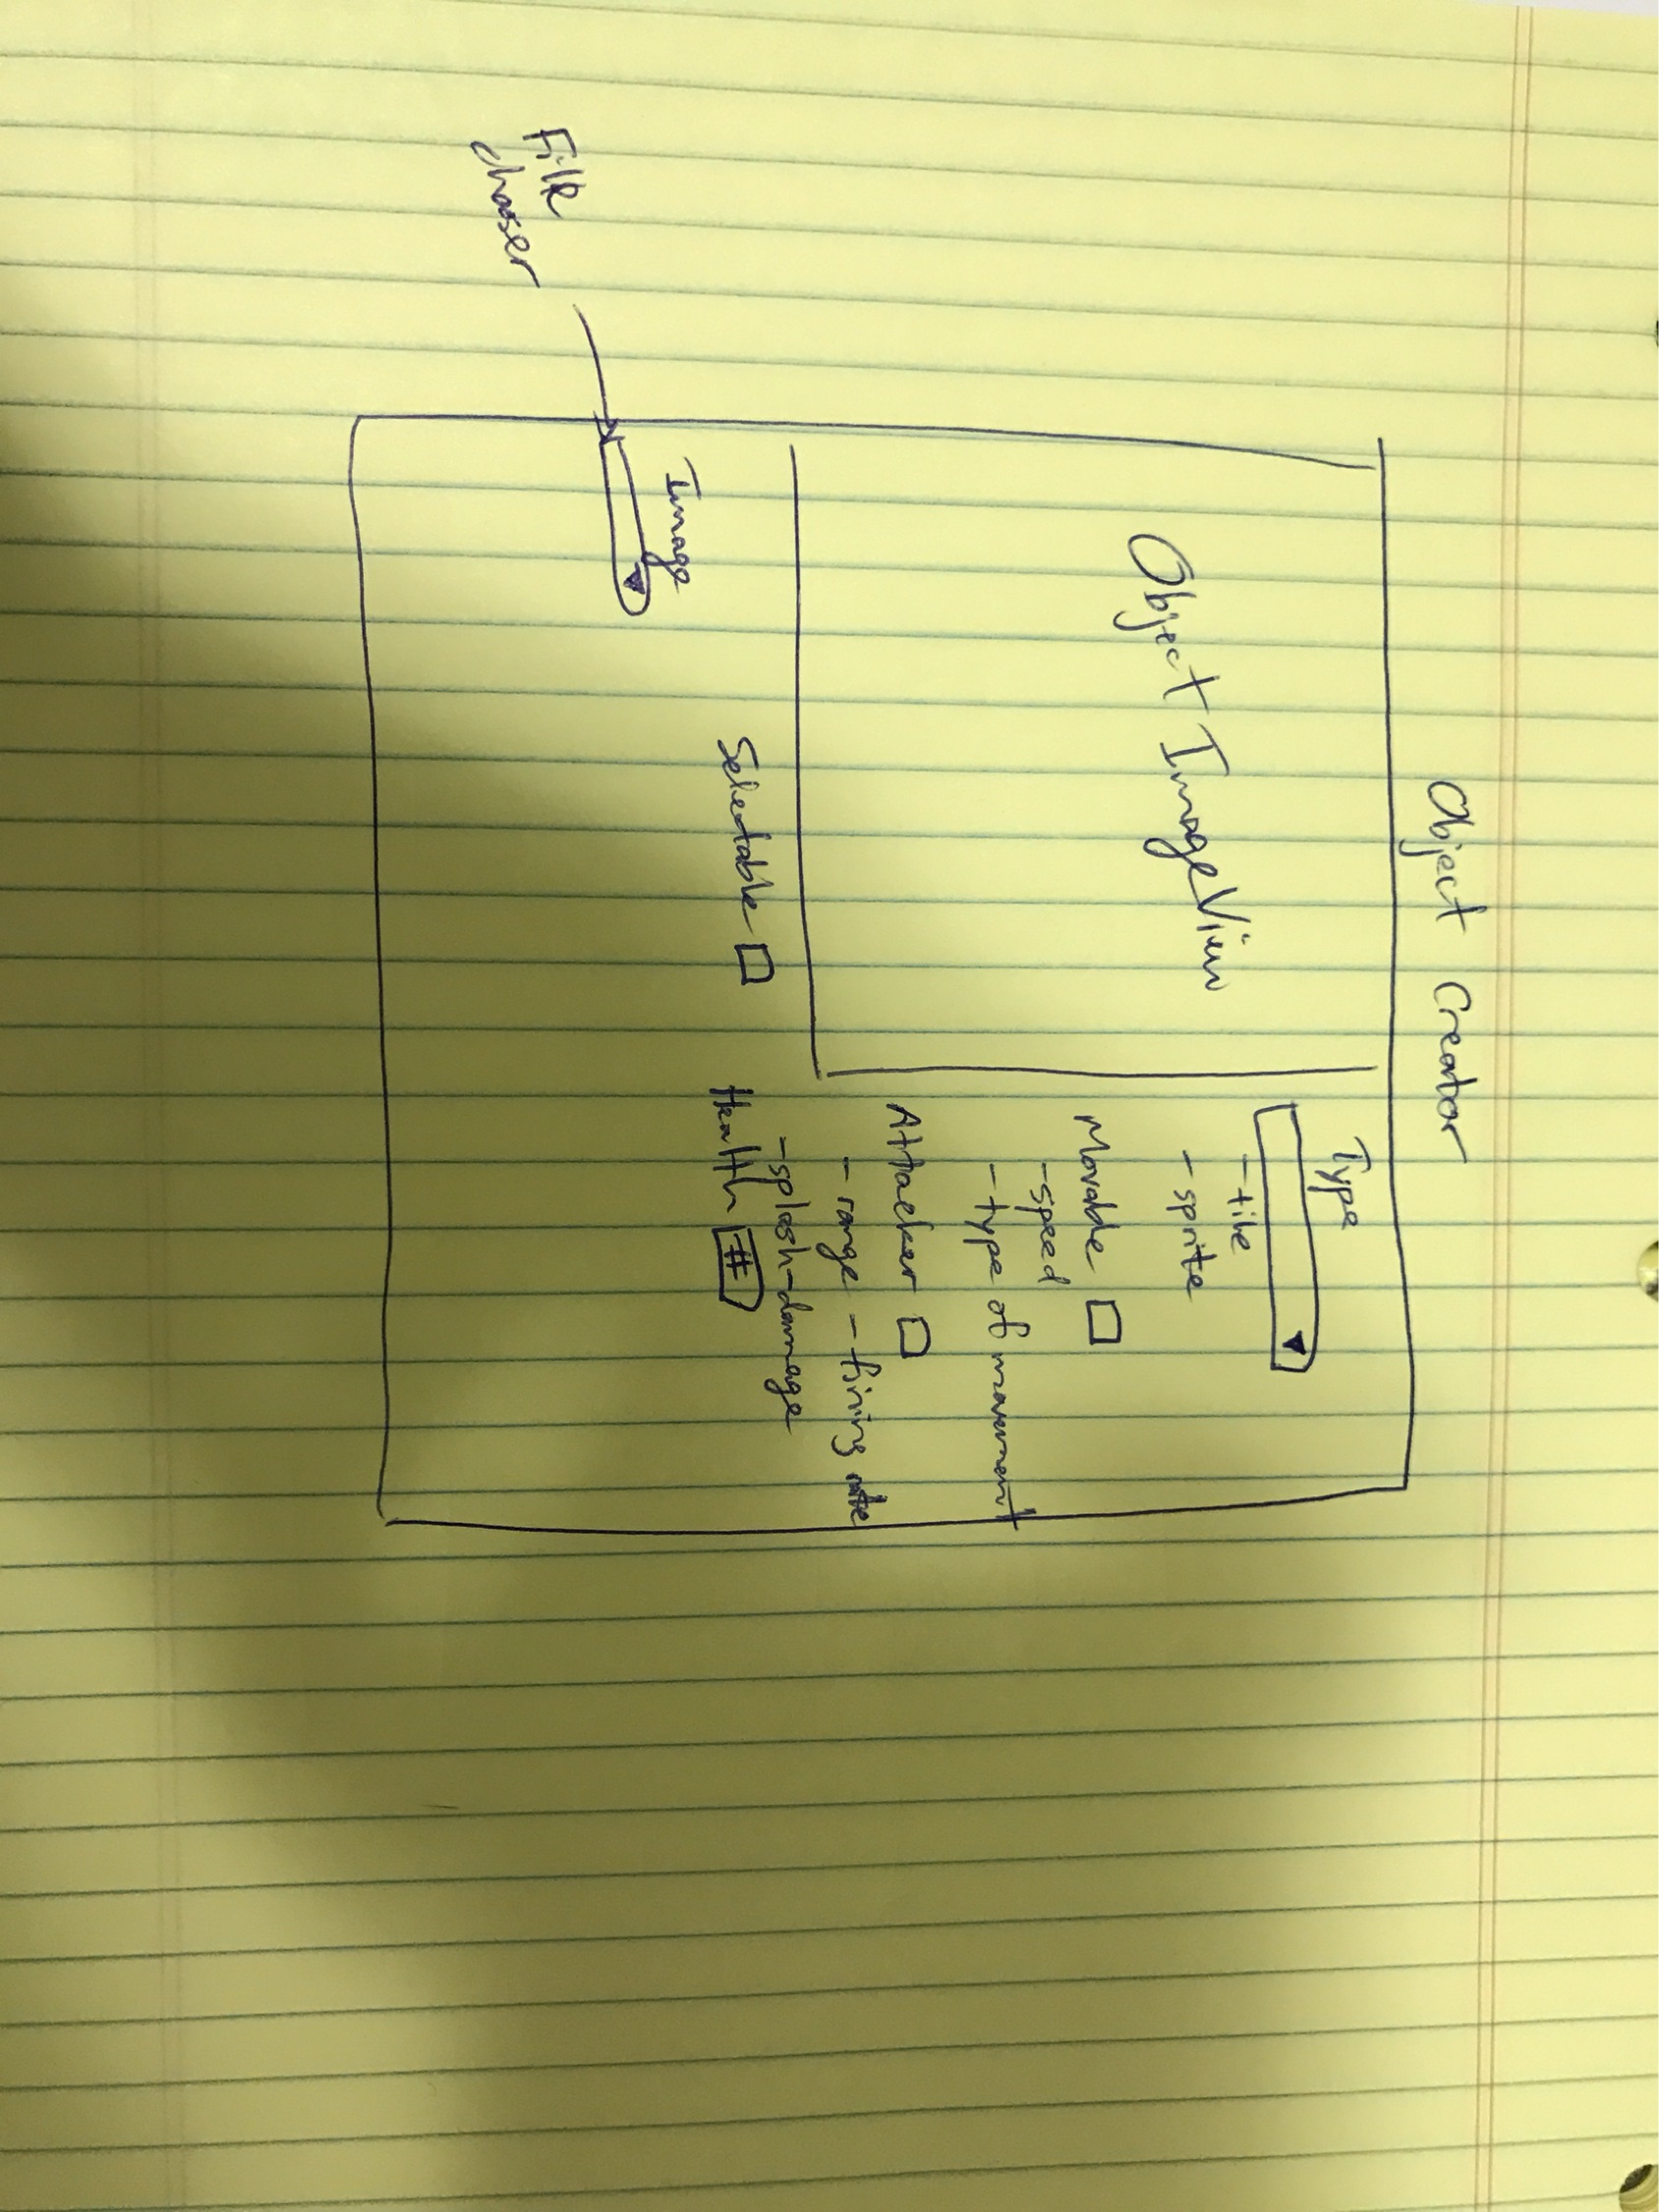 Object Creator
Object ImageView
Type
- tile
- sprite
Movable
- speed
- type of movement
Attacker
- range - firing rate
- splash-damage
Health #
Selectable
Image
File
chooser